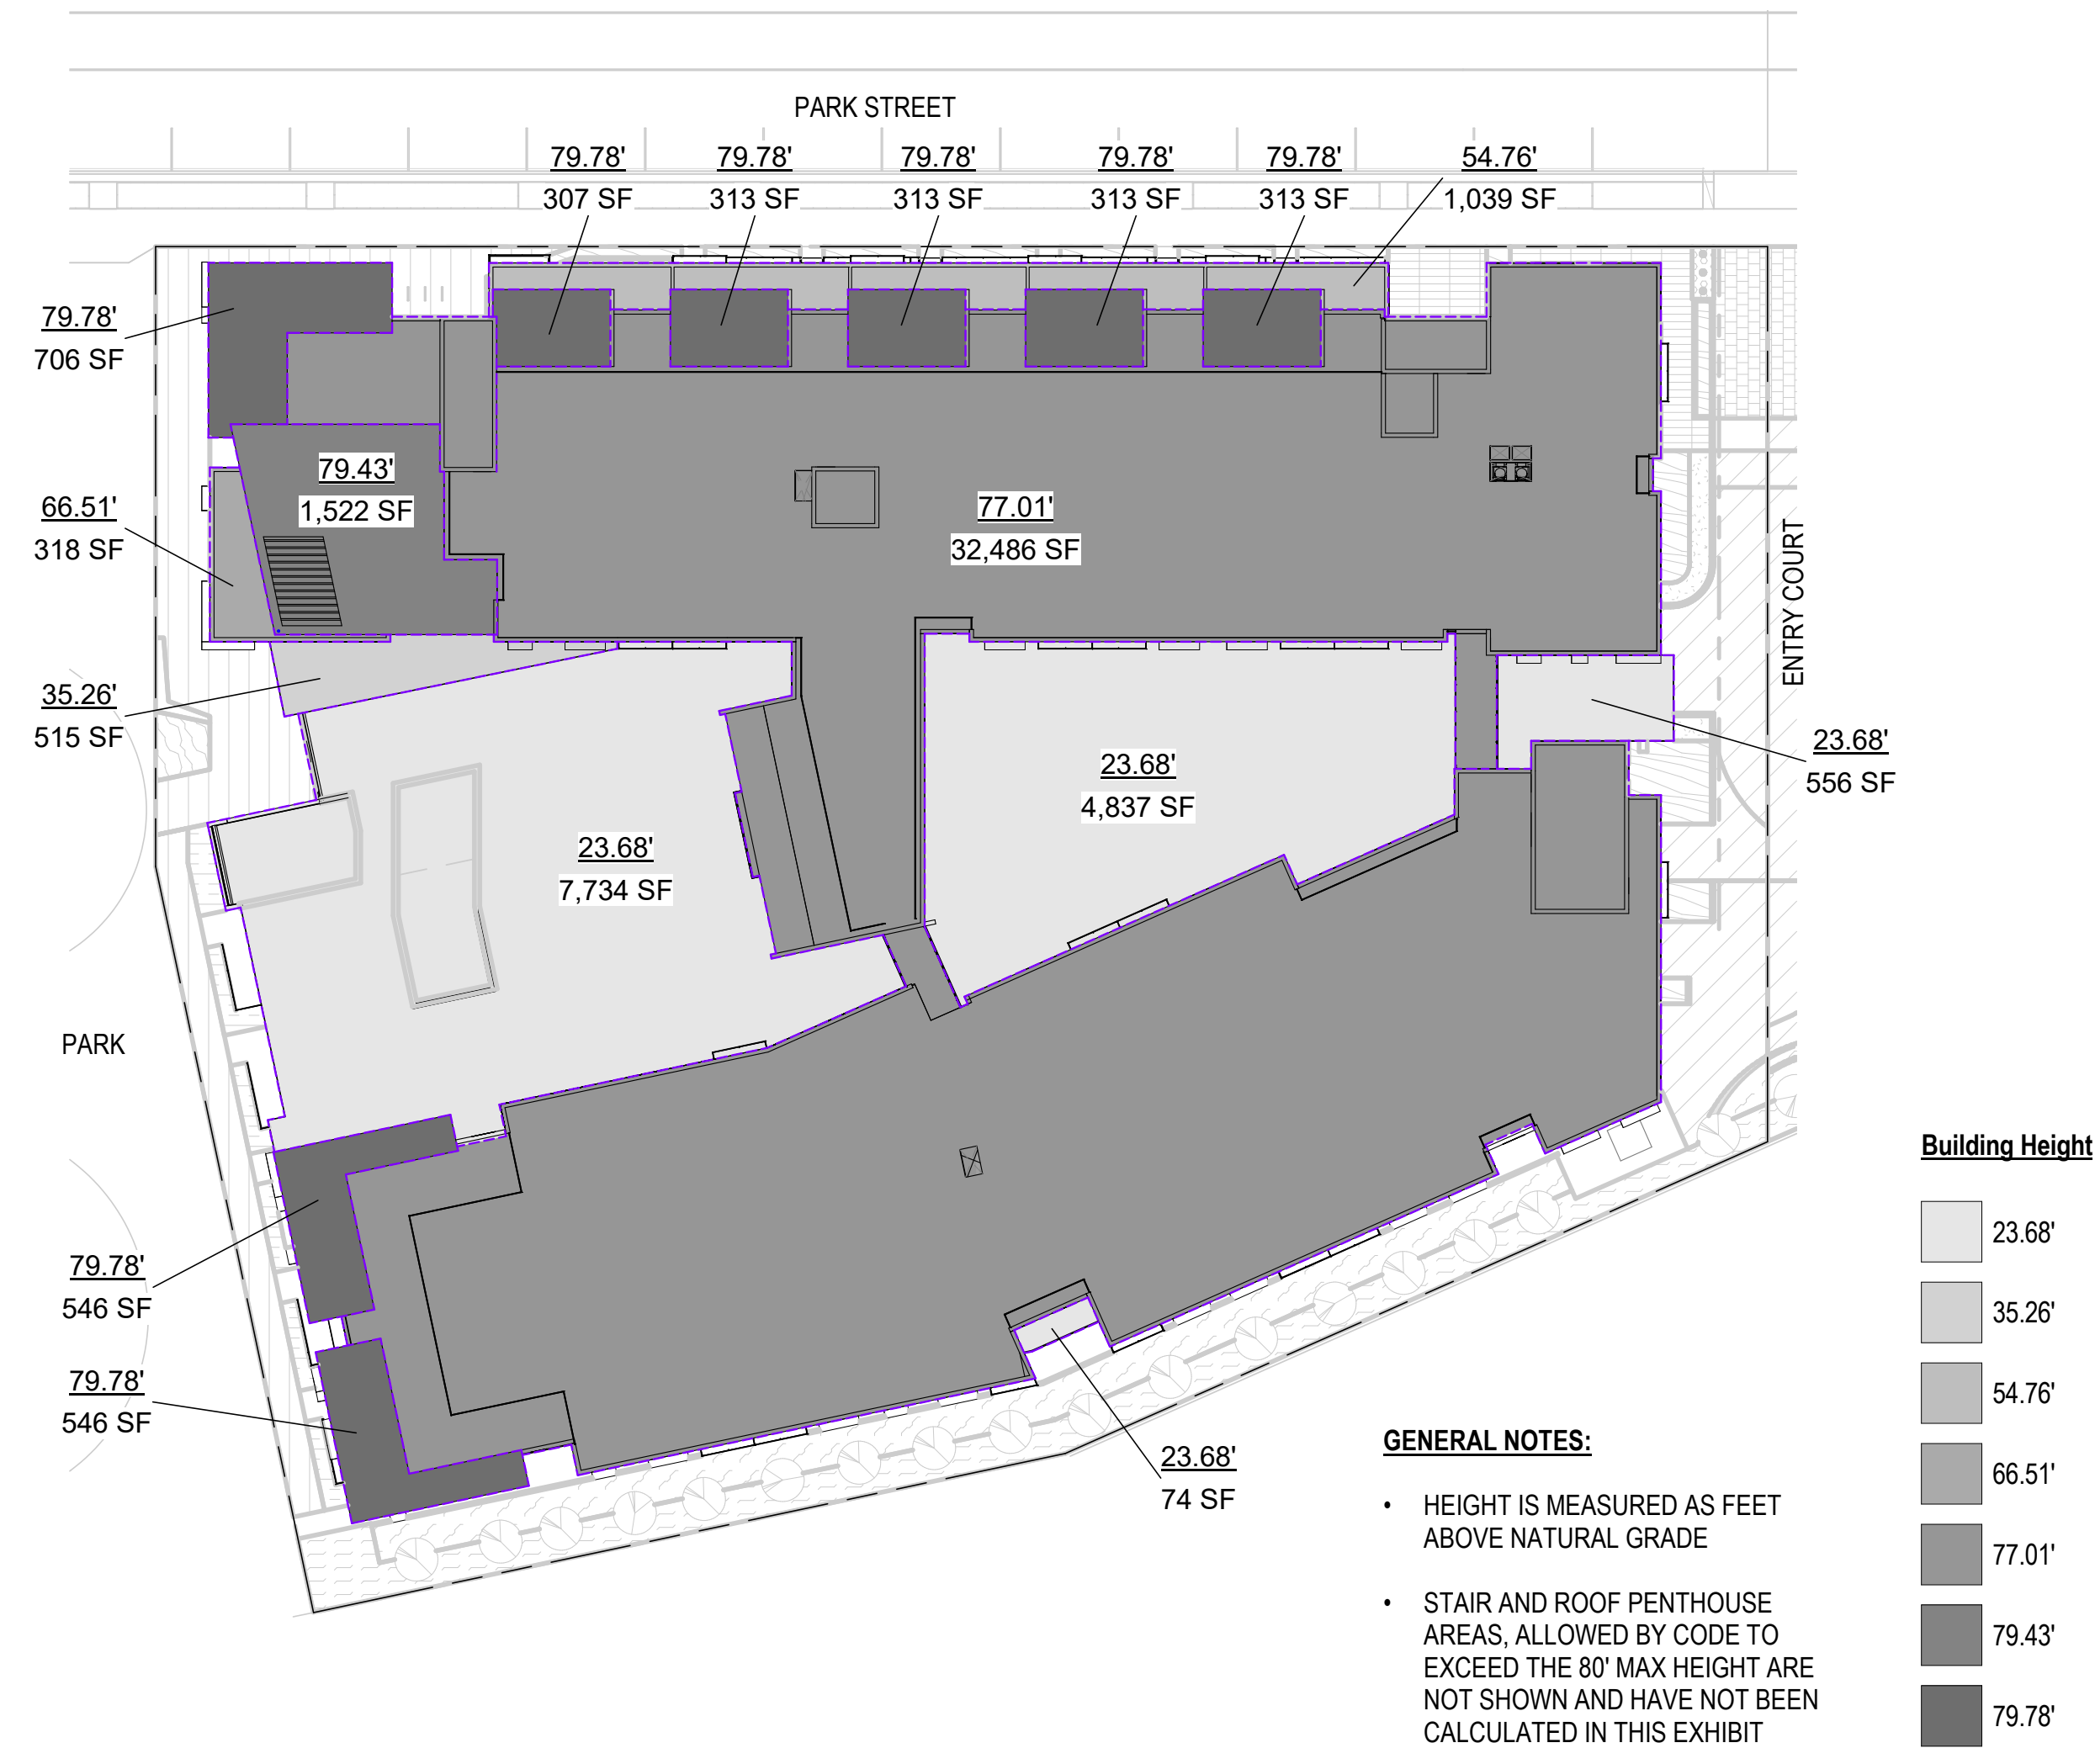 PARK STREET
79.78'
307 SF
79.78'
313 SF
79.78'
313 SF
79.78'
313 SF
79.78'
313 SF
54.76'
1,039 SF
79.78'
706 SF
79.43'
1,522 SF
66.51'
318 SF
77.01'
32,486 SF
ENTRY COURT
35.26'
515 SF
23.68'
556 SF
23.68'
4,837 SF
23.68'
7,734 SF
PARK
79.78'
546 SF
79.78'
546 SF
23.68'
74 SF
GENERAL NOTES:
• HEIGHT IS MEASURED AS FEET
ABOVE NATURAL GRADE
• STAIR AND ROOF PENTHOUSE
AREAS, ALLOWED BY CODE TO
EXCEED THE 80' MAX HEIGHT ARE
NOT SHOWN AND HAVE NOT BEEN
CALCULATED IN THIS EXHIBIT
Building Height
23.68'
35.26'
54.76'
66.51'
77.01'
79.43'
79.78'